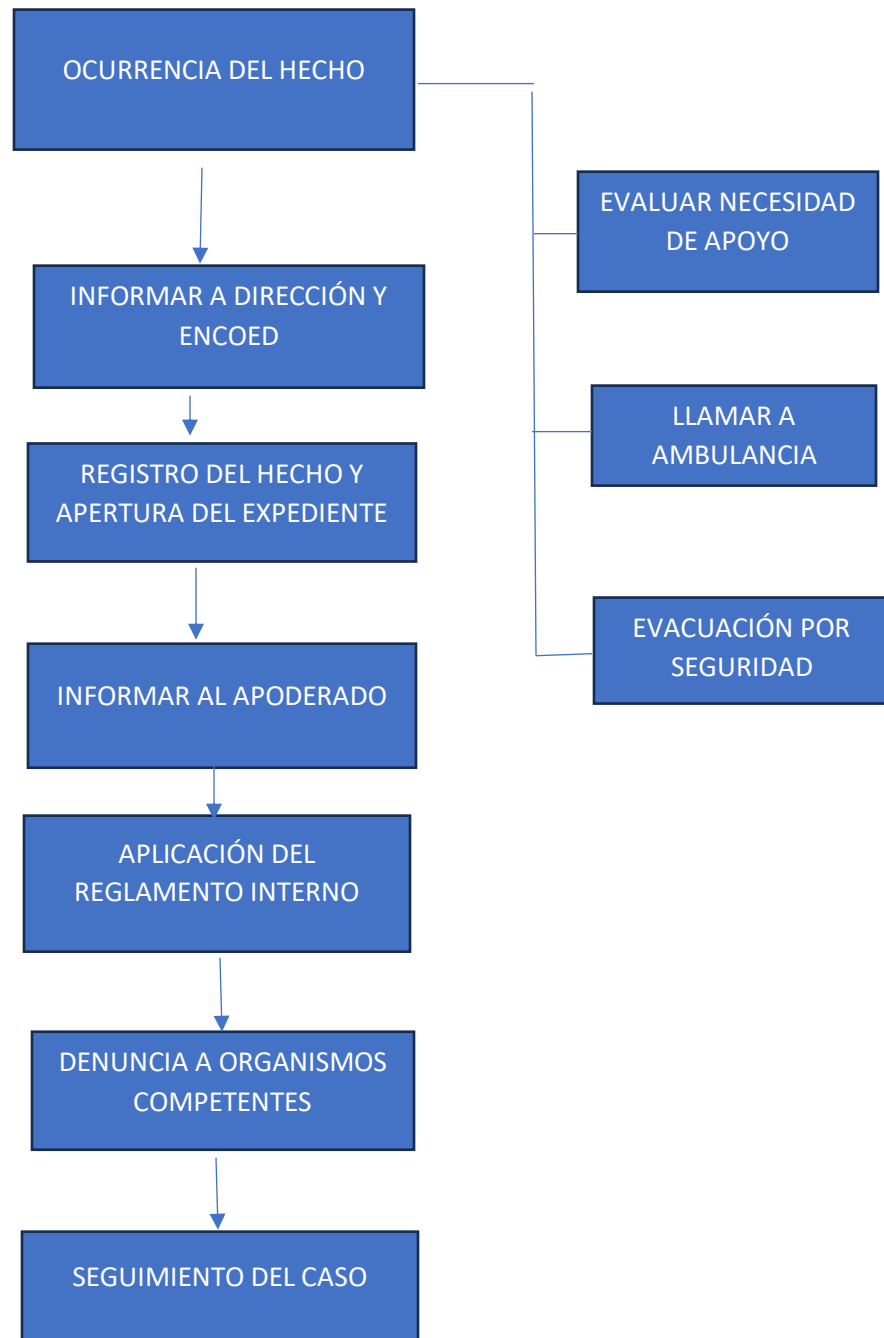 OCURRENCIA DEL HECHO
EVALUAR NECESIDAD
DE APOYO
INFORMAR A DIRECCIÓN Y
ENCOED
LLAMAR A
AMBULANCIA
REGISTRO DEL HECHO Y
APERTURA DEL EXPEDIENTE
EVACUACIÓN POR
SEGURIDAD
INFORMAR AL APODERADO
APLICACIÓN DEL
REGLAMENTO INTERNO
DENUNCIA A ORGANISMOS
COMPETENTES
SEGUIMIENTO DEL CASO